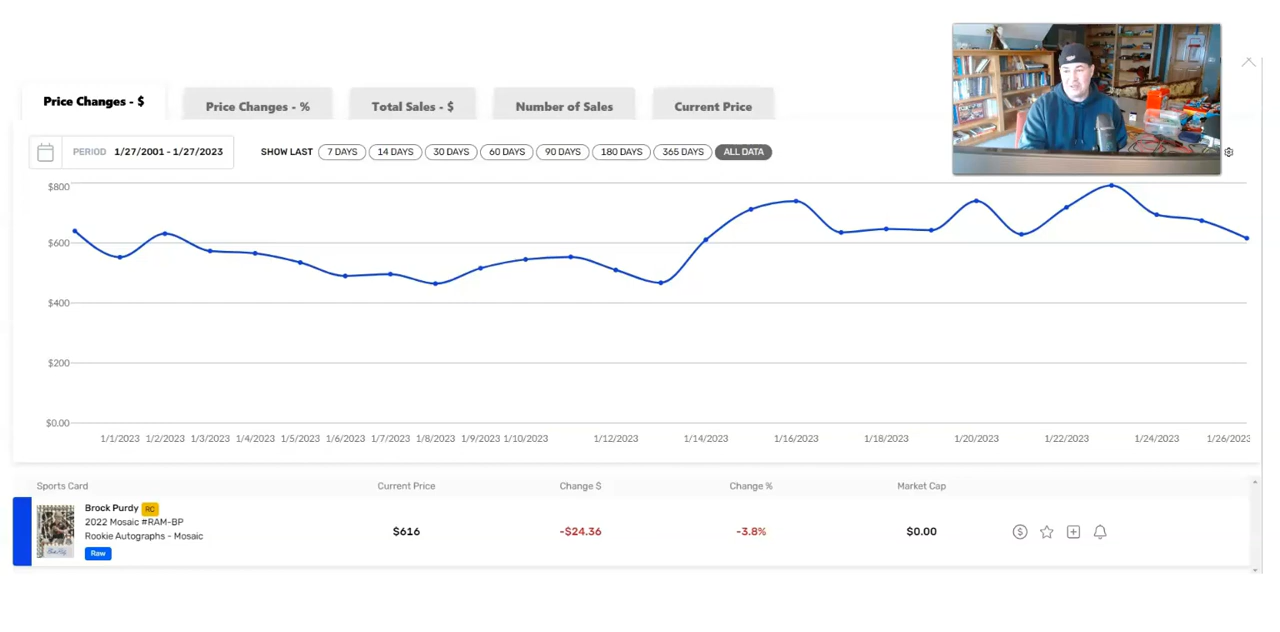 Price Changes - $
Price Changes - %
Total Sales - $
Number of Sales
Current Price
PERIOD 1/27/2001 - 1/27/2023
SHOW LAST 7 DAYS 14 DAYS 30 DAYS 60 DAYS 90 DAYS 180 DAYS 365 DAYS ALL DATA
$800
$600
$400
$200
$0.00
1/1/2023 1/2/2023 1/3/2023 1/4/2023 1/5/2023 1/6/2023 1/7/2023 1/8/2023 1/9/2023 1/10/2023 1/12/2023 1/14/2023 1/16/2023 1/18/2023 1/20/2023 1/22/2023 1/24/2023 1/26/2023
Sports Card Current Price Change $ Change % Market Cap
Brock Purdy RC
2022 Mosaic #RAM-BP
Rookie Autographs - Mosaic
Raw
$616 -$24.36 -3.8% $0.00